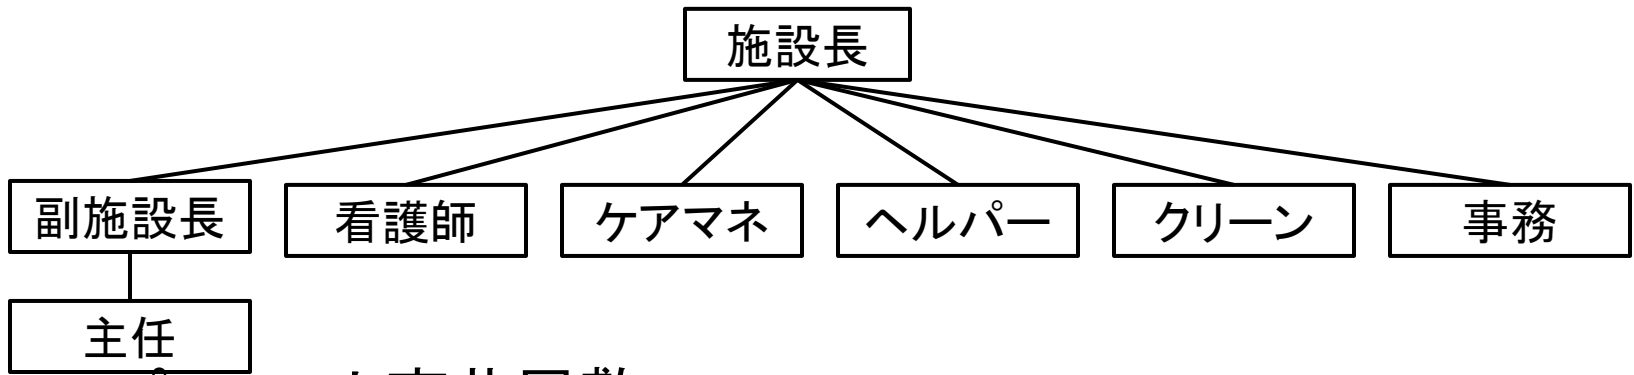 施設長
副施設長
看護師
ケアマネ
ヘルパー
クリーン
事務
主任